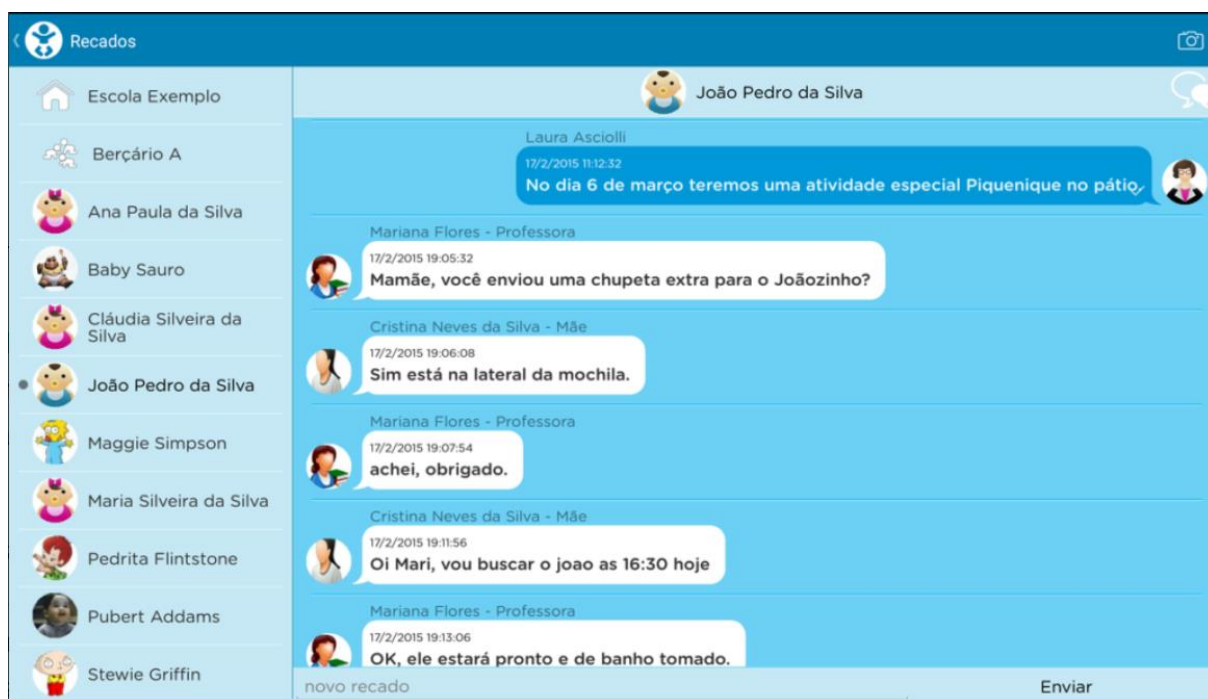 Recados
Escola Exemplo
Berçário A
Ana Paula da Silva
Baby Sauro
Cláudia Silveira da
Silva
João Pedro da Silva
Maggie Simpson
Maria Silveira da Silva
Pedrita Flintstone
Pubert Addams
Stewie Griffin
João Pedro da Silva
Laura Asciolli
17/2/2015 11:12:32
No dia 6 de março teremos uma atividade especial Piquenique no pátio
Mariana Flores - Professora
17/2/2015 19:05:32
Mamãe, você enviou uma chupeta extra para o Joãozinho?
Cristina Neves da Silva - Mãe
17/2/2015 19:06:08
Sim está na lateral da mochila.
Mariana Flores - Professora
17/2/2015 19:07:54
achei, obrigado.
Cristina Neves da Silva - Mãe
17/2/2015 19:11:56
Oi Mari, vou buscar o joao as 16:30 hoje
Mariana Flores - Professora
17/2/2015 19:13:06
OK, ele estará pronto e de banho tomado.
novo recado
Enviar